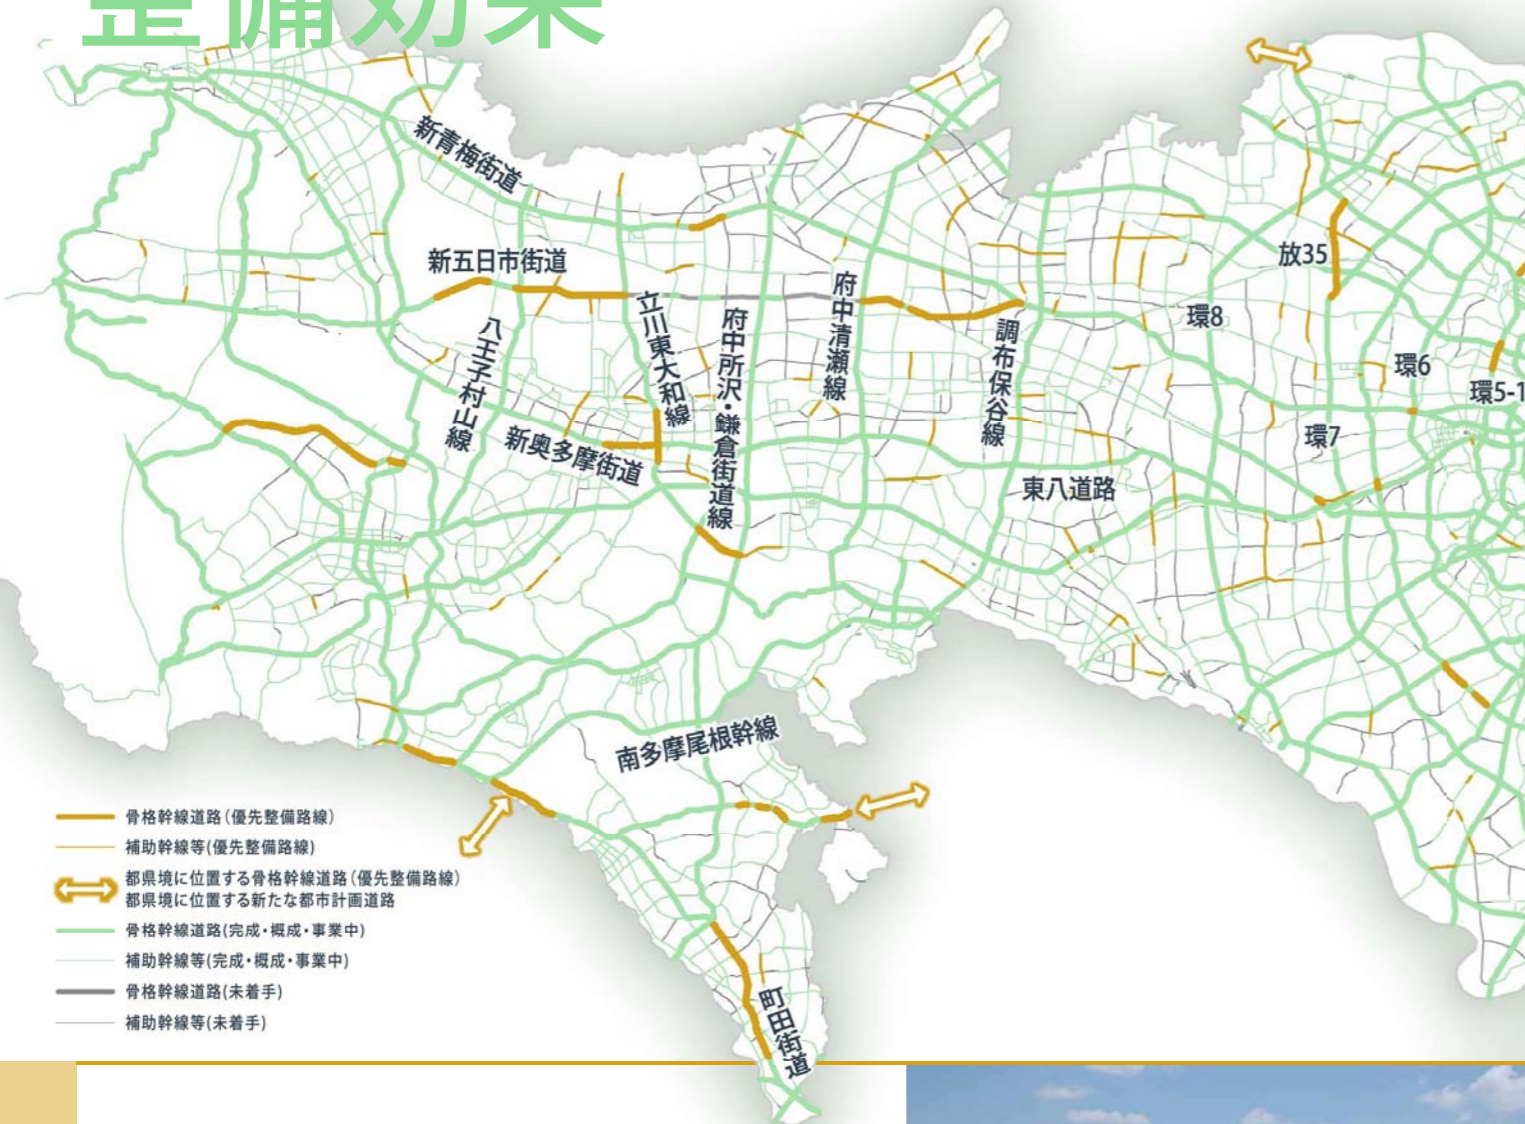 整備効果
新青梅街道
新五日市街道
八王子村山線
立川東大和線
府中所沢・鎌倉街道線
府中清瀬線
調布保谷線
新奥多摩街道
東八道路
放35
環8
環6
環5-1
環7
南多摩尾根幹線
町田街道
骨格幹線道路(優先整備路線)
補助幹線等(優先整備路線)
都県境に位置する骨格幹線道路(優先整備路線)
都県境に位置する新たな都市計画道路
骨格幹線道路(完成・概成・事業中)
補助幹線等(完成・概成・事業中)
骨格幹線道路(未着手)
補助幹線等(未着手)